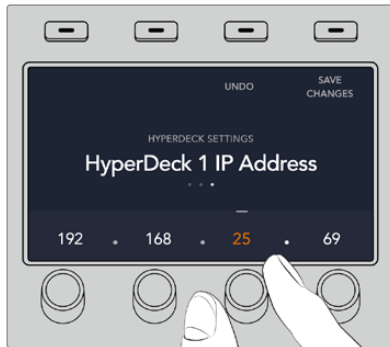 UNDO
SAVE
CHANGES
HYPERDECK SETTINGS
HyperDeck 1 IP Address
192 . 168 . 25 . 69